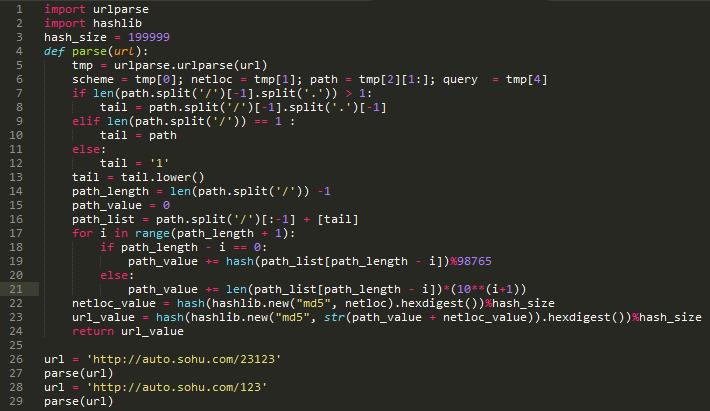 1 import urlparse
2 import hashlib
3 hash_size = 199999
4 def parse(url):
5     tmp = urlparse.urlparse(url)
6     scheme = tmp[0]; netloc = tmp[1]; path = tmp[2][1:]; query  = tmp[4]
7     if len(path.split('/')[-1].split('.')) > 1:
8         tail = path.split('/')[-1].split('.')[-1]
9     elif len(path.split('/')) == 1 :
10         tail = path
11     else:
12         tail = '1'
13     tail = tail.lower()
14     path_length = len(path.split('/')) -1
15     path_value = 0
16     path_list = path.split('/')[:-1] + [tail]
17     for i in range(path_length + 1):
18         if path_length - i == 0:
19             path_value += hash(path_list[path_length - i])%98765
20         else:
21             path_value += len(path_list[path_length - i])*(10**(i+1))
22     netloc_value = hash(hashlib.new("md5", netloc).hexdigest())%hash_size
23     url_value = hash(hashlib.new("md5", str(path_value + netloc_value)).hexdigest())%hash_size
24     return url_value
25
26 url = 'http://auto.sohu.com/23123'
27 parse(url)
28 url = 'http://auto.sohu.com/123'
29 parse(url)